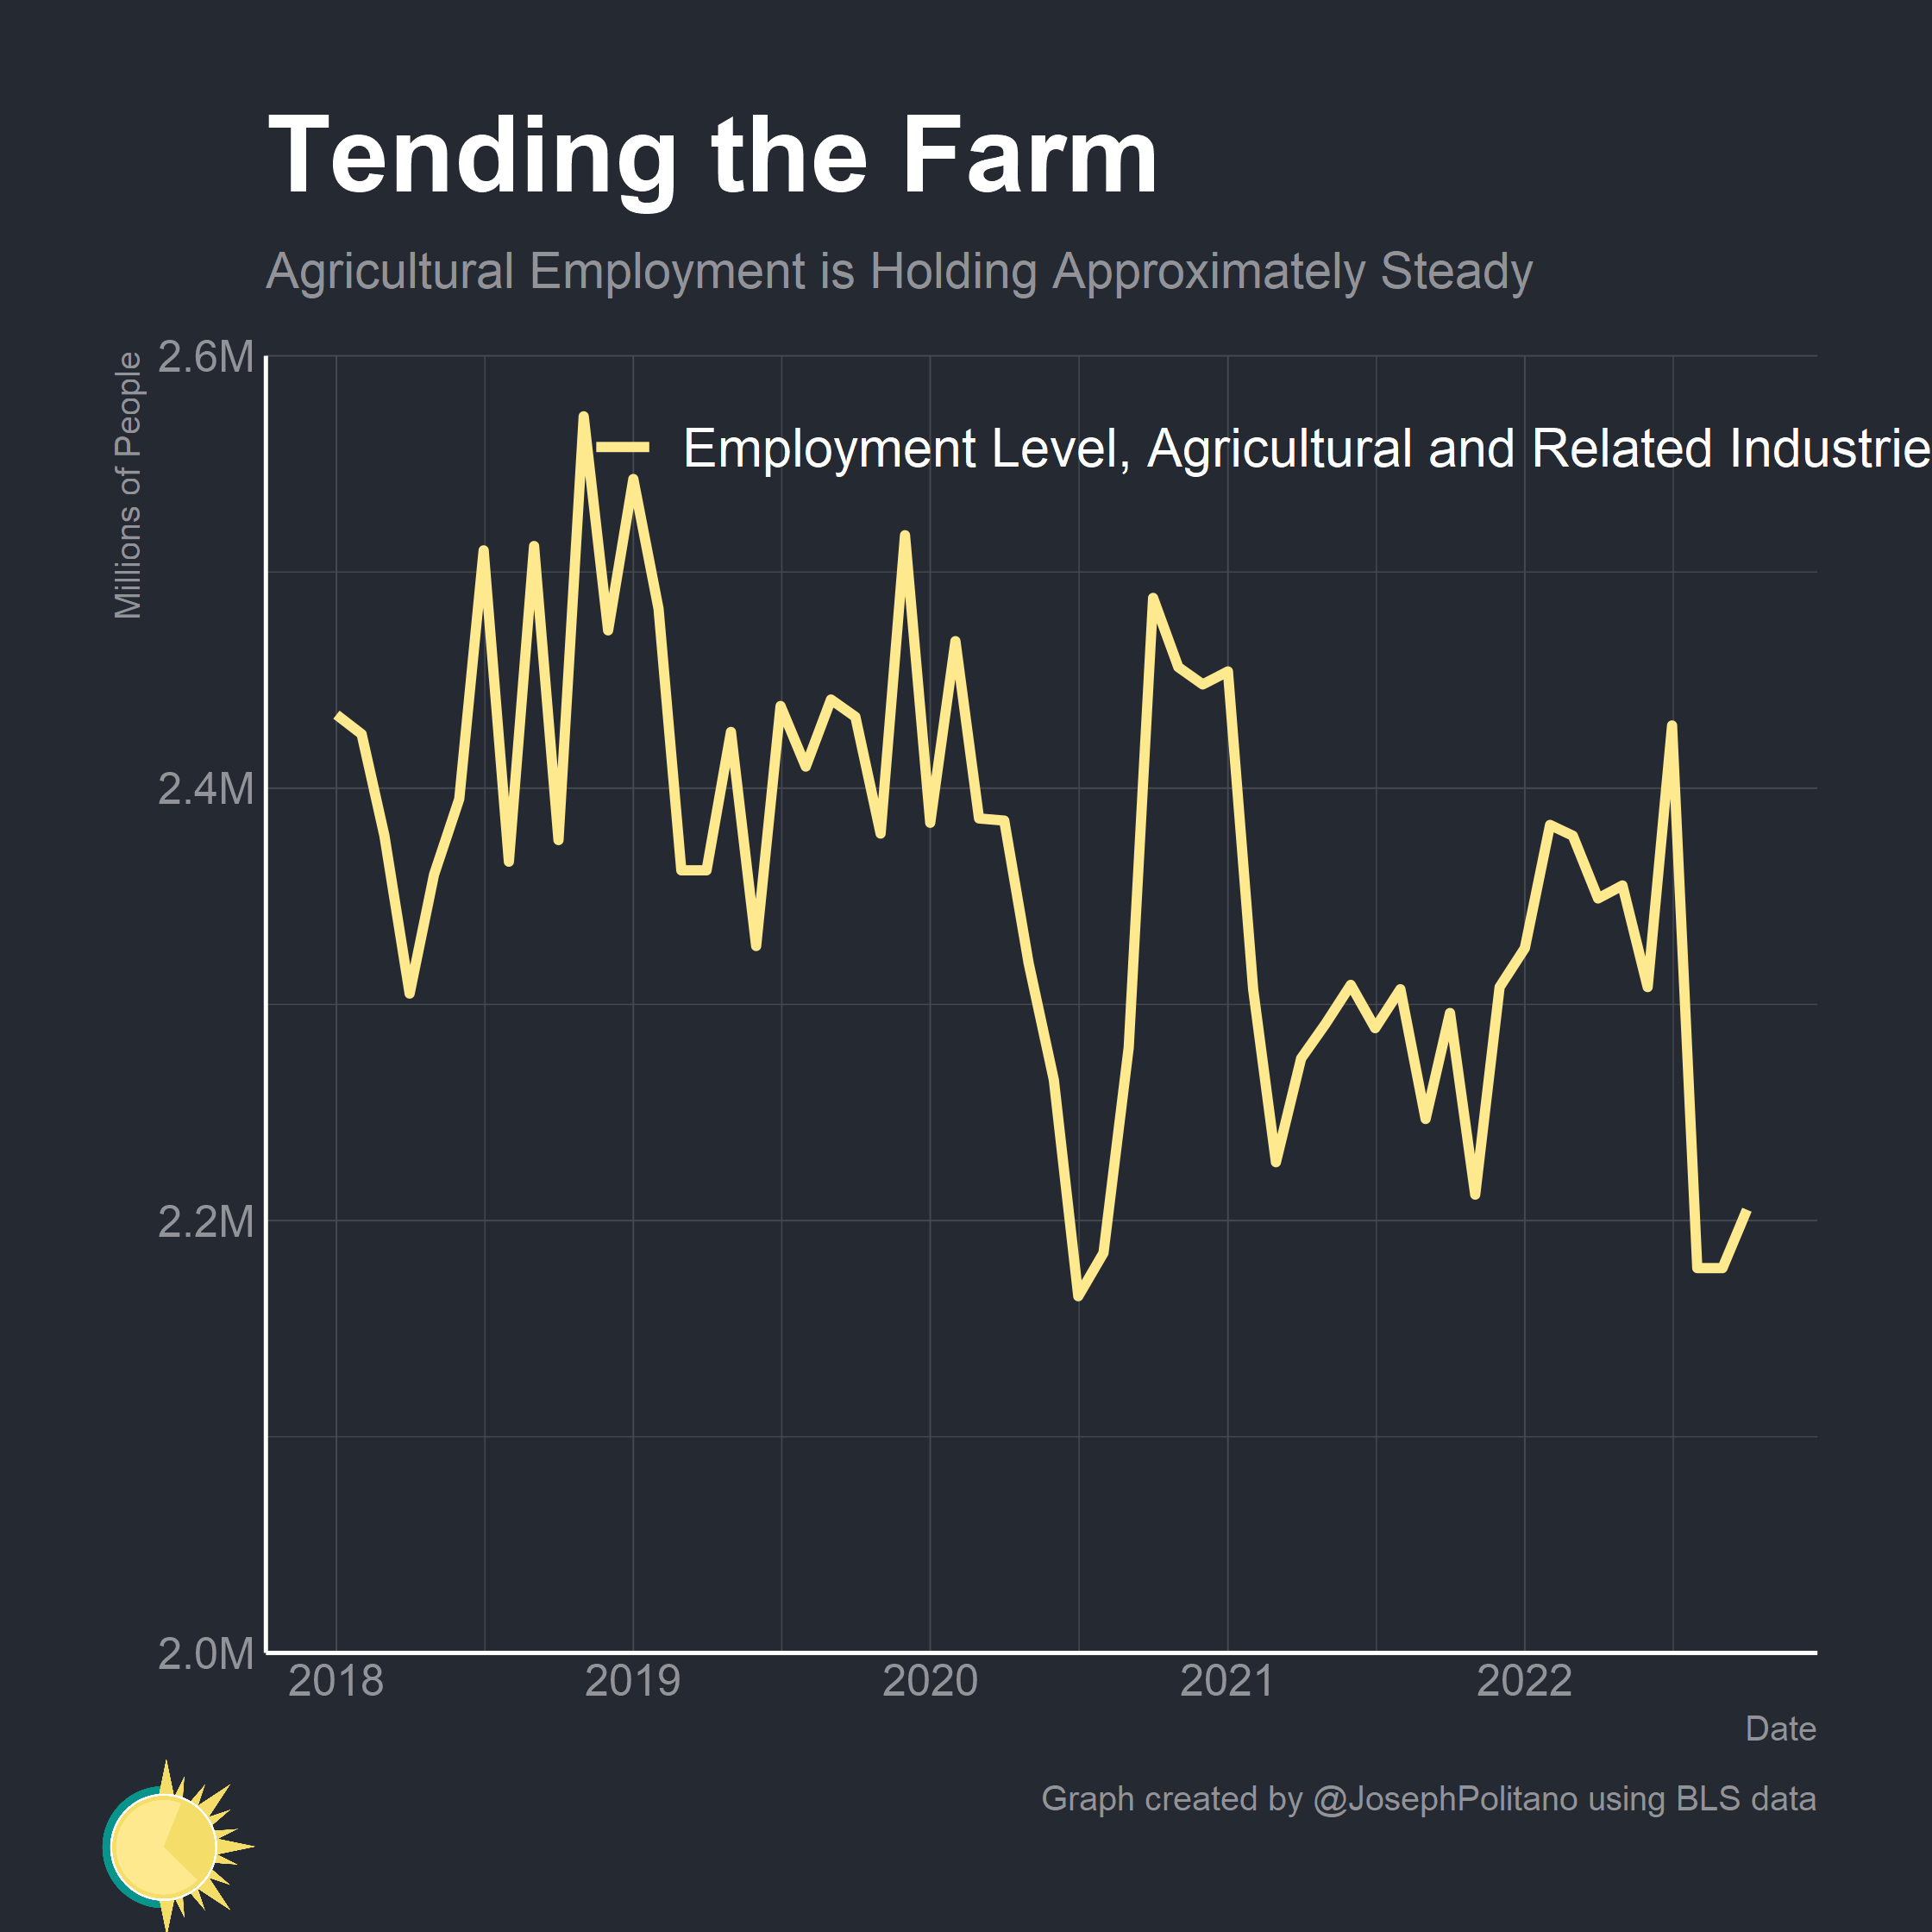 Tending the Farm
Agricultural Employment is Holding Approximately Steady
Millions of People
2.6M
Employment Level, Agricultural and Related Industrie
2.4M
2.2M
2.0M
2018 2019 2020 2021 2022
Date
Graph created by @JosephPolitano using BLS data